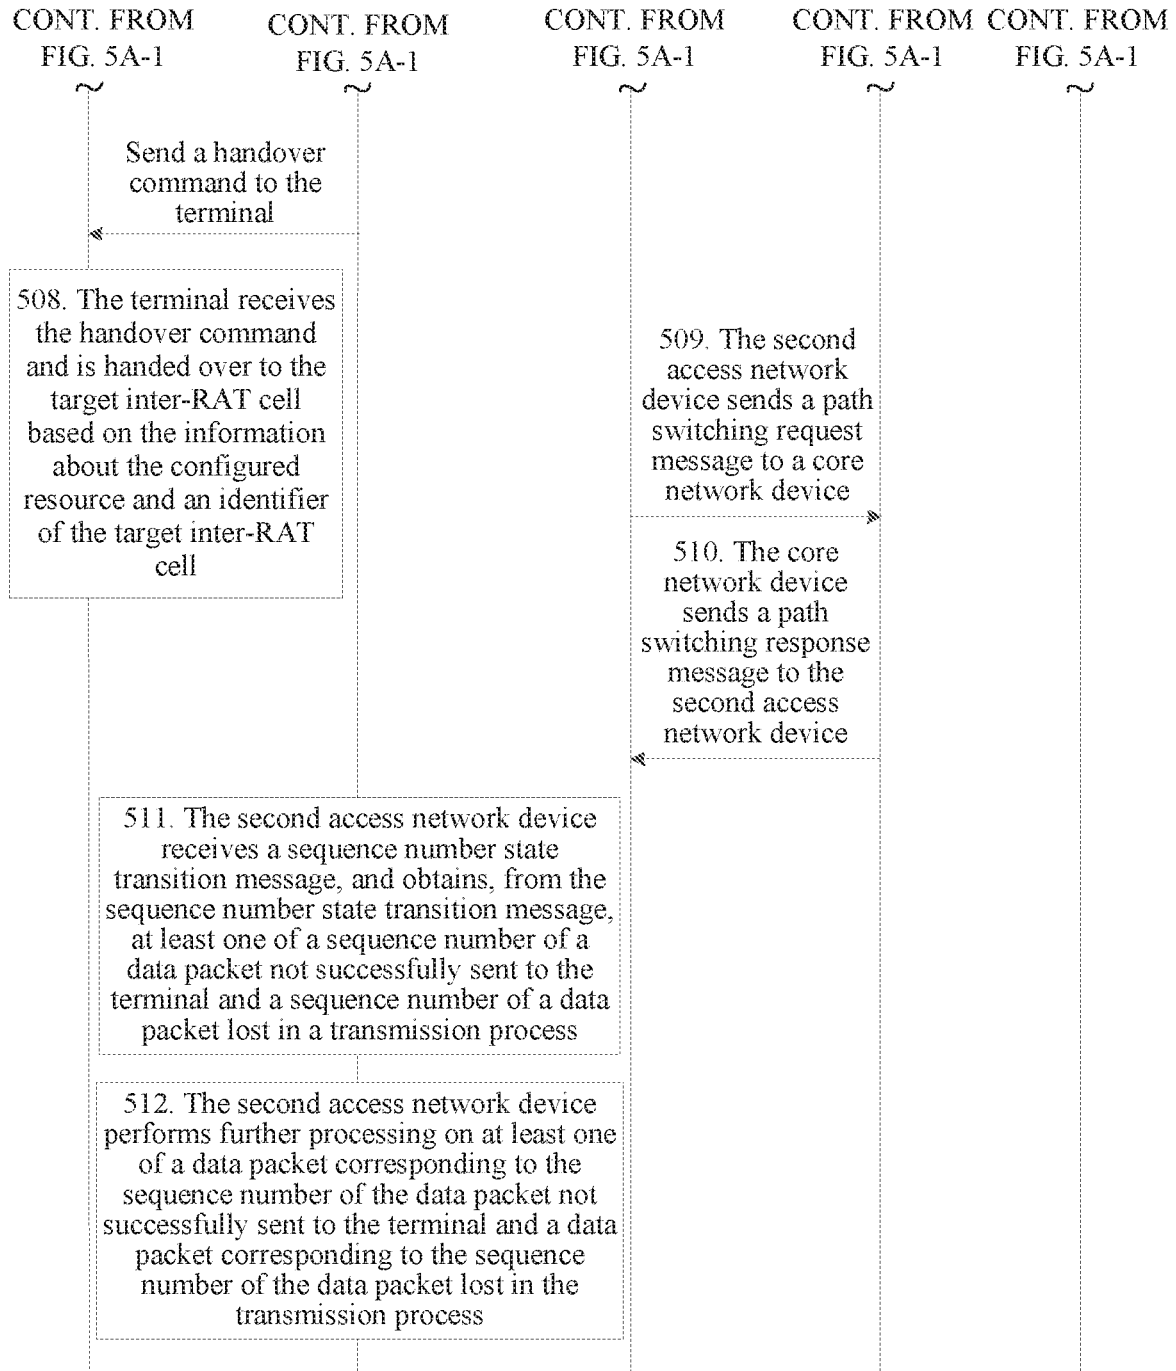 CONT. FROM
FIG. 5A-1
CONT. FROM
FIG. 5A-1
CONT. FROM
FIG. 5A-1
CONT. FROM
FIG. 5A-1
CONT. FROM
FIG. 5A-1
Send a handover
command to the
terminal
508. The terminal receives
the handover command
and is handed over to the
target inter-RAT cell
based on the information
about the configured
resource and an identifier
of the target inter-RAT
cell
509. The second
access network
device sends a path
switching request
message to a core
network device
510. The core
network device
sends a path
switching response
message to the
second access
network device
511. The second access network device
receives a sequence number state
transition message, and obtains, from the
sequence number state transition message,
at least one of a sequence number of a
data packet not successfully sent to the
terminal and a sequence number of a data
packet lost in a transmission process
512. The second access network device
performs further processing on at least one
of a data packet corresponding to the
sequence number of the data packet not
successfully sent to the terminal and a data
packet corresponding to the sequence
number of the data packet lost in the
transmission process